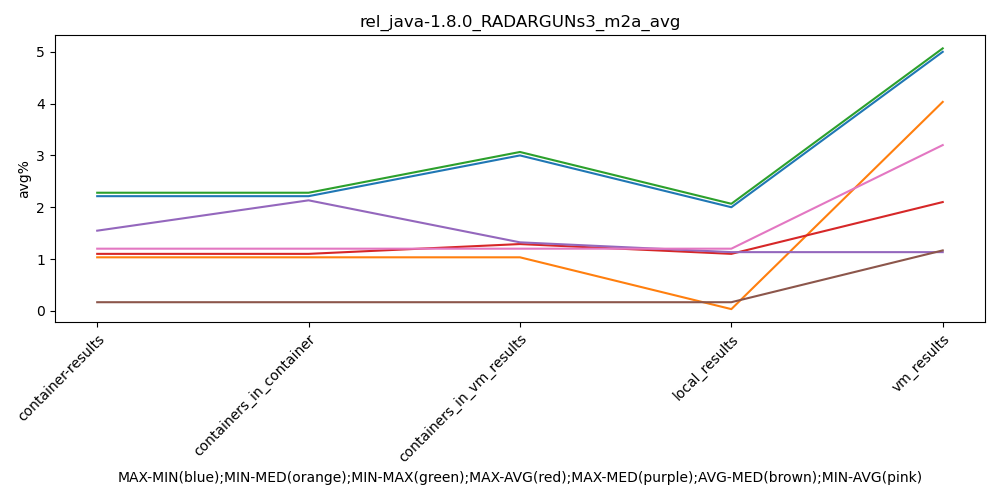 rel_java-1.8.0_RADARGUNs3_m2a_avg
avg%
5
4
3
2
1
0
container-results
containers_in_container
containers_in_vm_results
local_results
vm_results
MAX-MIN(blue);MIN-MED(orange);MIN-MAX(green);MAX-AVG(red);MAX-MED(purple);AVG-MED(brown);MIN-AVG(pink)